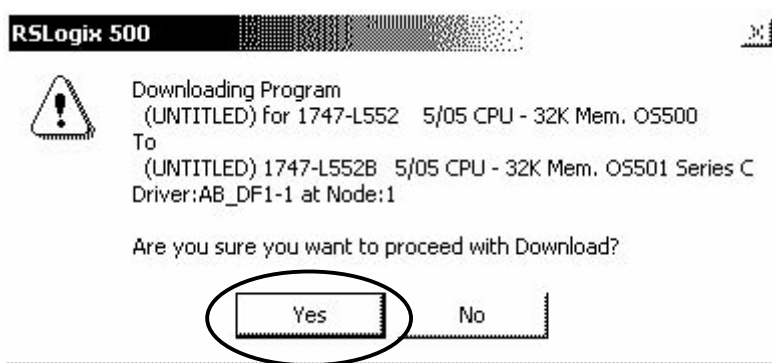 RSLogix 500
Downloading Program
(UNTITLED) for 1747-L552 5/05 CPU - 32K Mem. OS500
To
(UNTITLED) 1747-L552B 5/05 CPU - 32K Mem. OS501 Series C
Driver:AB_DF1-1 at Node:1
Are you sure you want to proceed with Download?
Yes No